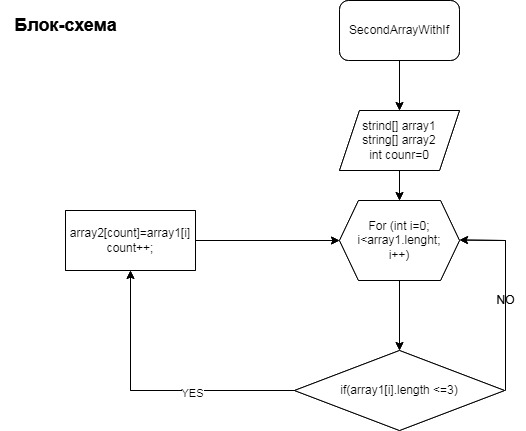 Блок-схема
SecondArrayWithIf
strind[] array1
string[] array2
int counr=0
For (int i=0;
i<array1.lenght;
i++)
array2[count]=array1[i]
count++;
NO
YES
if(array1[i].length <=3)